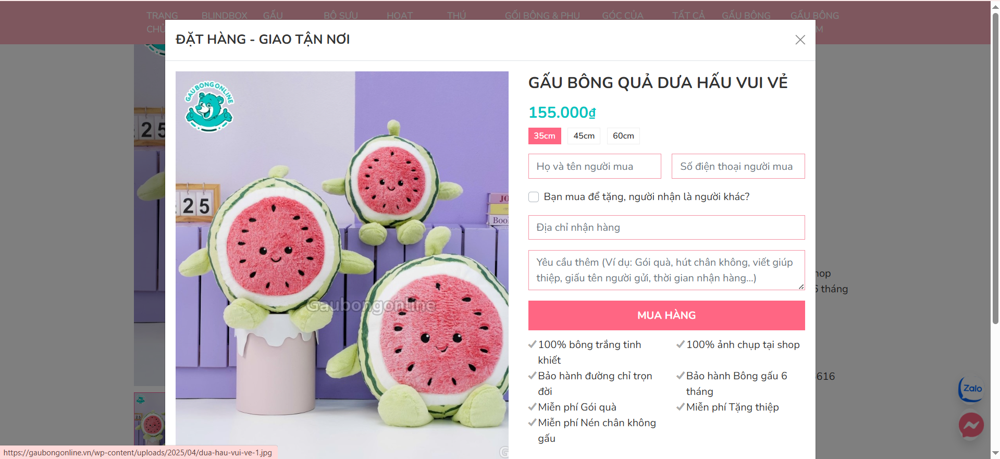 TRANG BLINDBOX GẤU BỘ SƯU HOẠT THÚ GỐI BÔNG & PHỤ GÓC CỦA TẤT CẢ GẤU BÔNG GẤU BÔNG
ĐẶT HÀNG - GIAO TẬN NƠI
GAUBONGONLINE
GẤU BÔNG QUẢ DƯA HẤU VUI VẺ
155.000₫
35cm 45cm 60cm
Họ và tên người mua Số điện thoại người mua
Bạn mua để tặng, người nhận là người khác?
Địa chỉ nhận hàng
Yêu cầu thêm (Ví dụ: Gói quà, hút chân không, viết giúp
thiệp, giấu tên người gửi, thời gian nhận hàng...)
MUA HÀNG
100% bông trắng tinh
khiết
100% ảnh chụp tại shop
Bảo hành đường chỉ trọn
đời
Bảo hành Bông gấu 6
tháng
Miễn phí Gói quà
Miễn phí Tặng thiệp
Miễn phí Nén chân không
gấu
25
25
Gaubongonline
6 tháng
616
Zalo
https://gaubongonline.vn/wp-content/uploads/2025/04/dua-hau-vui-ve-1.jpg